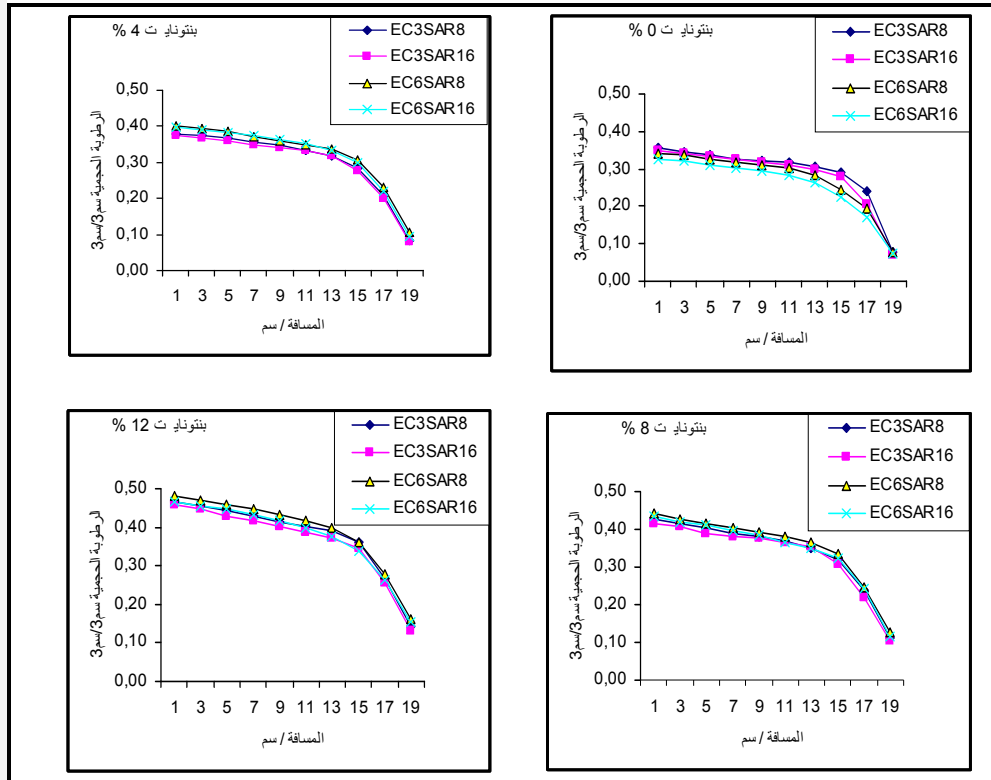 بنتونايت 0 %
EC3SAR8
EC3SAR16
EC6SAR8
EC6SAR16
0,50
0,40
0,30
0,20
0,10
0,00
الرطوبة الحجمية سم3/سم3
1 3 5 7 9 11 13 15 17 19
المسافة / سم
بنتونايت 4 %
EC3SAR8
EC3SAR16
EC6SAR8
EC6SAR16
0,50
0,40
0,30
0,20
0,10
0,00
الرطوبة الحجمية سم3/سم3
1 3 5 7 9 11 13 15 17 19
المسافة / سم
بنتونايت 8 %
EC3SAR8
EC3SAR16
EC6SAR8
EC6SAR16
0,50
0,40
0,30
0,20
0,10
0,00
الرطوبة الحجمية سم3/سم3
1 3 5 7 9 11 13 15 17 19
المسافة / سم
بنتونايت 12 %
EC3SAR8
EC3SAR16
EC6SAR8
EC6SAR16
0,50
0,40
0,30
0,20
0,10
0,00
الرطوبة الحجمية سم3/سم3
1 3 5 7 9 11 13 15 17 19
المسافة / سم